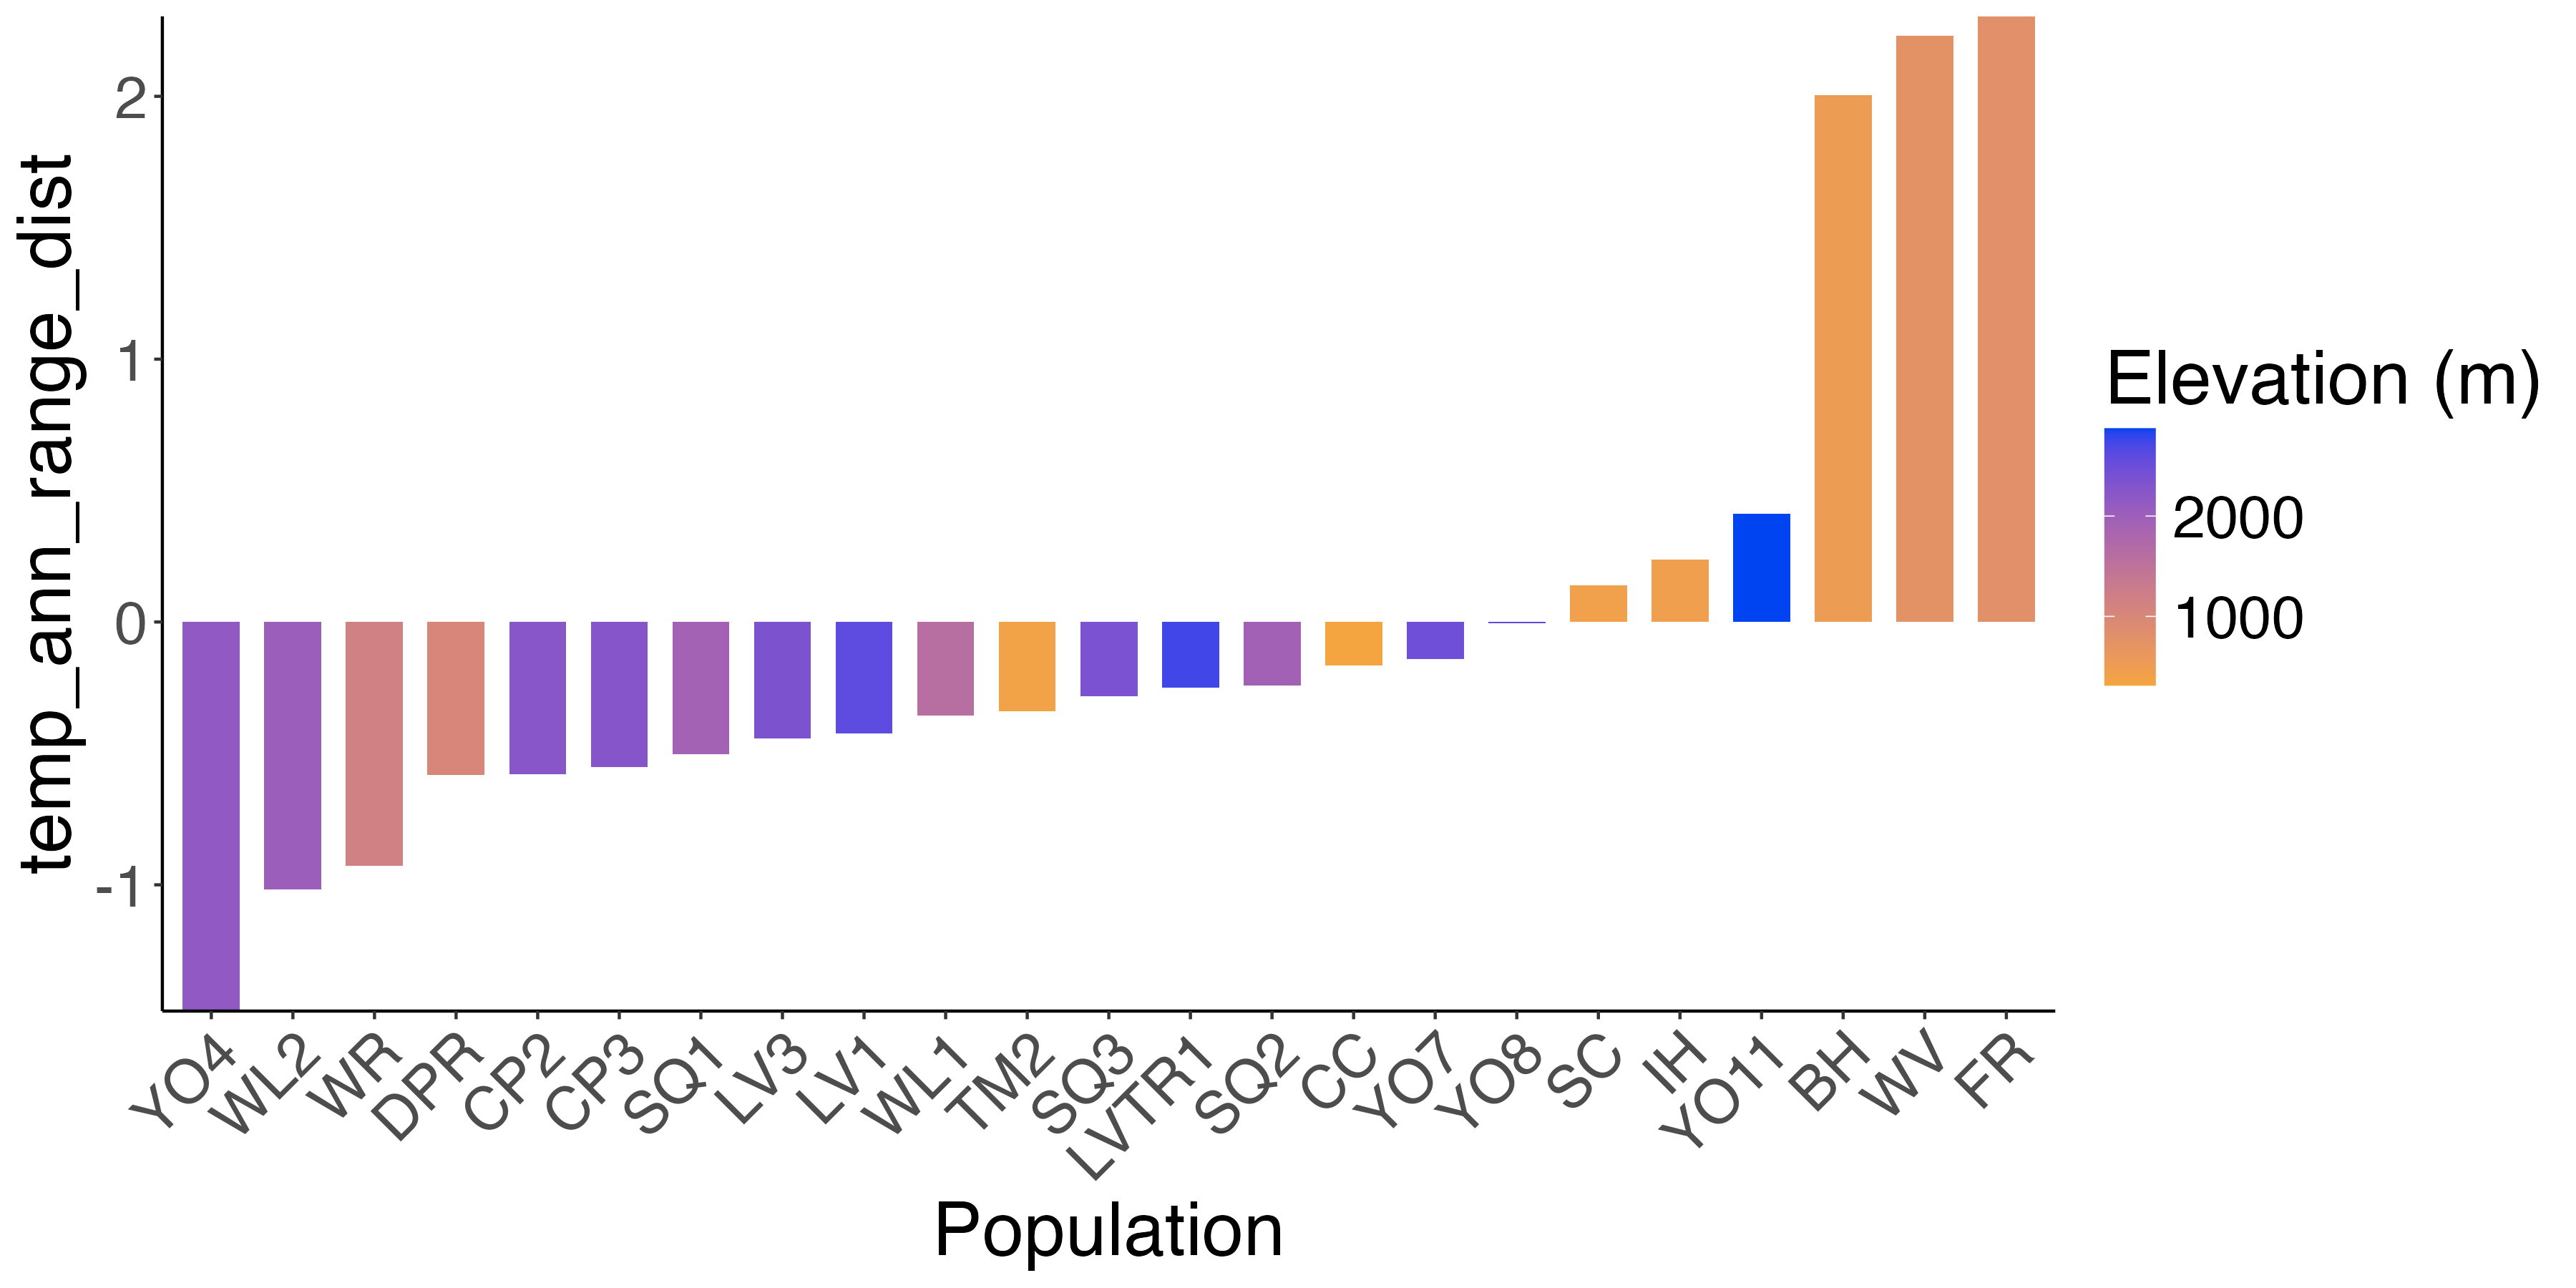 temp_ann_range_dist
2
1
0
-1
YO4
WL2
WR
DPR
CP2
CP3
SQ1
LV3
LV1
WL1
TM2
SQ3
LVTR1
SQ2
CC
YO7
YO8
SC
IH
YO11
BH
WV
FR
Population
Elevation (m)
2000
1000